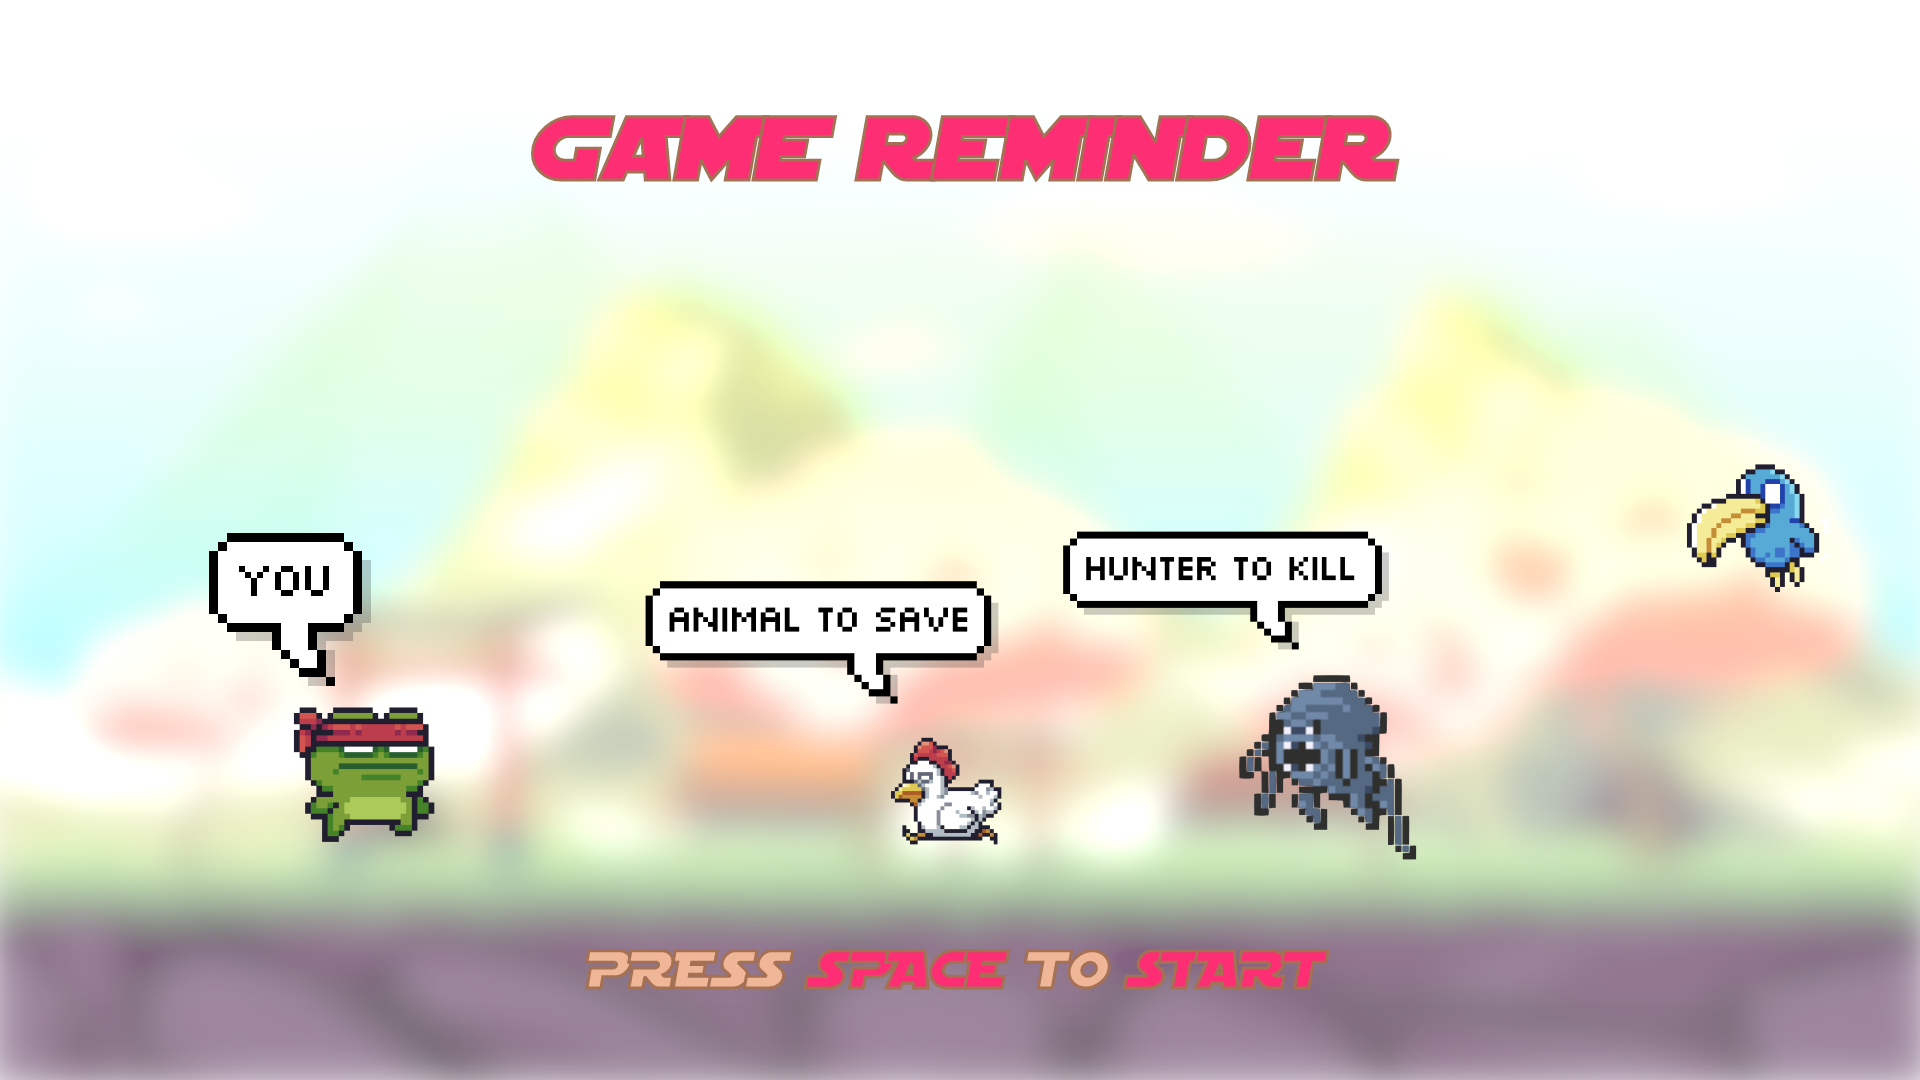 GAME REMINDER
YOU
ANIMAL TO SAVE
HUNTER TO KILL
PRESS SPACE TO START